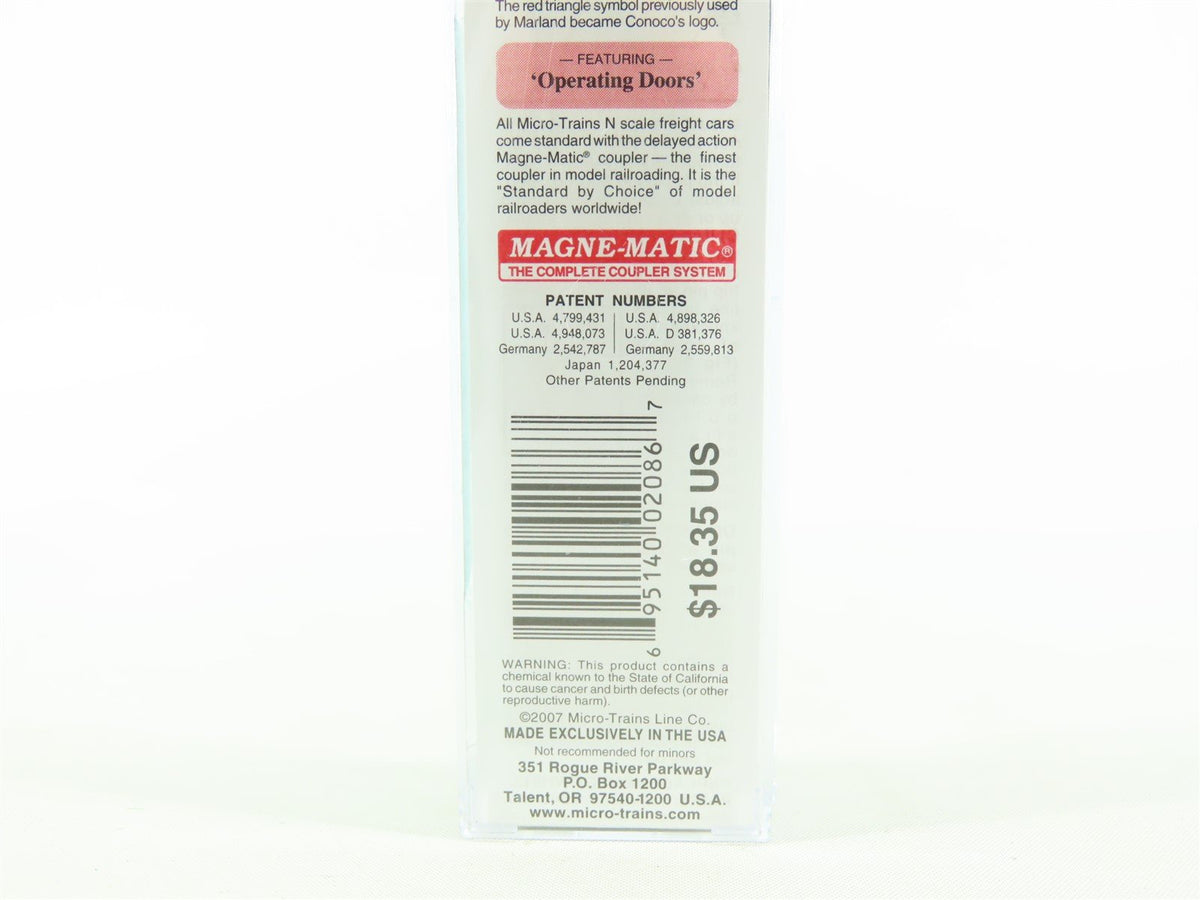 The red triangle symbol previously used
by Marland became Conoco's logo.
— FEATURING —
'Operating Doors'
All Micro-Trains N scale freight cars
come standard with the delayed action
Magne-Matic® coupler — the finest
coupler in model railroading. It is the
"Standard by Choice" of model
railroaders worldwide!
MAGNE-MATIC®
THE COMPLETE COUPLER SYSTEM
PATENT NUMBERS
U.S.A. 4,799,431 | U.S.A. 4,898,326
U.S.A. 4,948,073 | U.S.A. D 381,376
Germany 2,542,787 | Germany 2,559,813
Japan 1,204,377
Other Patents Pending
6 95140 02086 7
$18.35 US
WARNING: This product contains a
chemical known to the State of California
to cause cancer and birth defects (or other
reproductive harm).
©2007 Micro-Trains Line Co.
MADE EXCLUSIVELY IN THE USA
Not recommended for minors
351 Rogue River Parkway
P.O. Box 1200
Talent, OR 97540-1200 U.S.A.
www.micro-trains.com